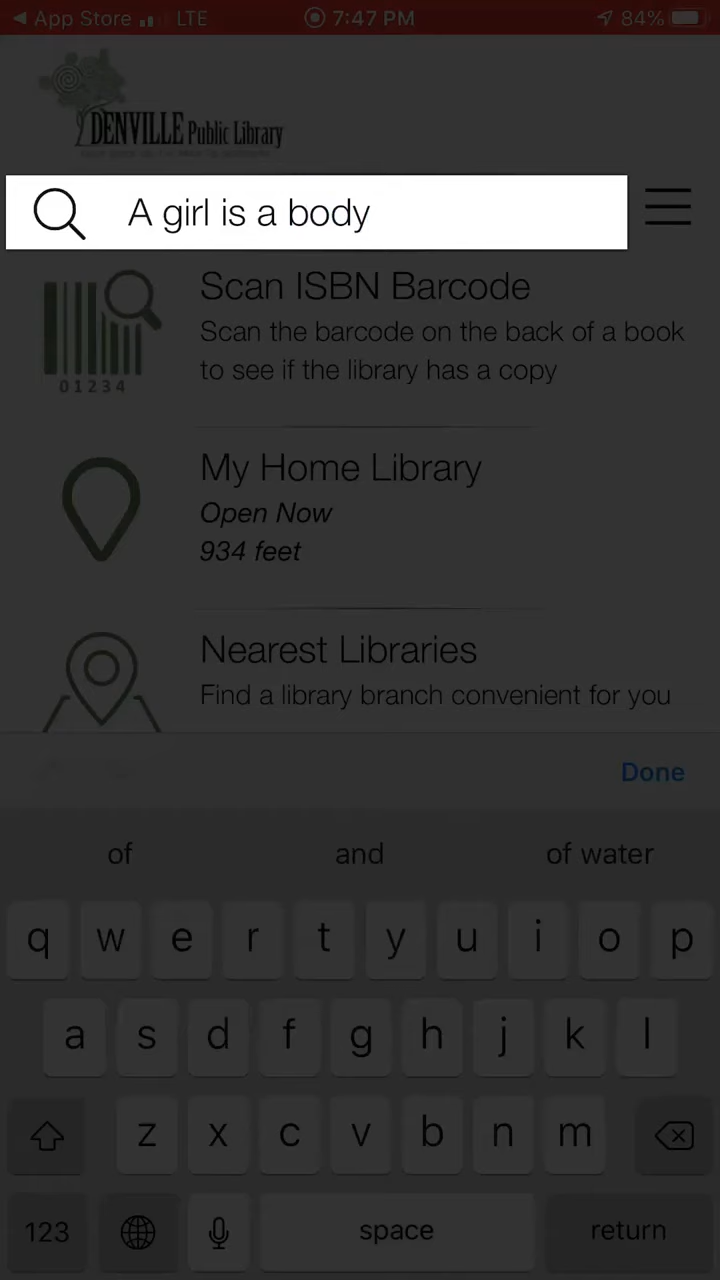 App Store LTE 7:47 PM 84%
DENVILLE Public Library
A girl is a body
Scan ISBN Barcode
Scan the barcode on the back of a book
to see if the library has a copy
01234
My Home Library
Open Now
934 feet
Nearest Libraries
Find a library branch convenient for you
Done
of and of water
q w e r t y u i o p
a s d f g h j k l
z x c v b n m
123 space return